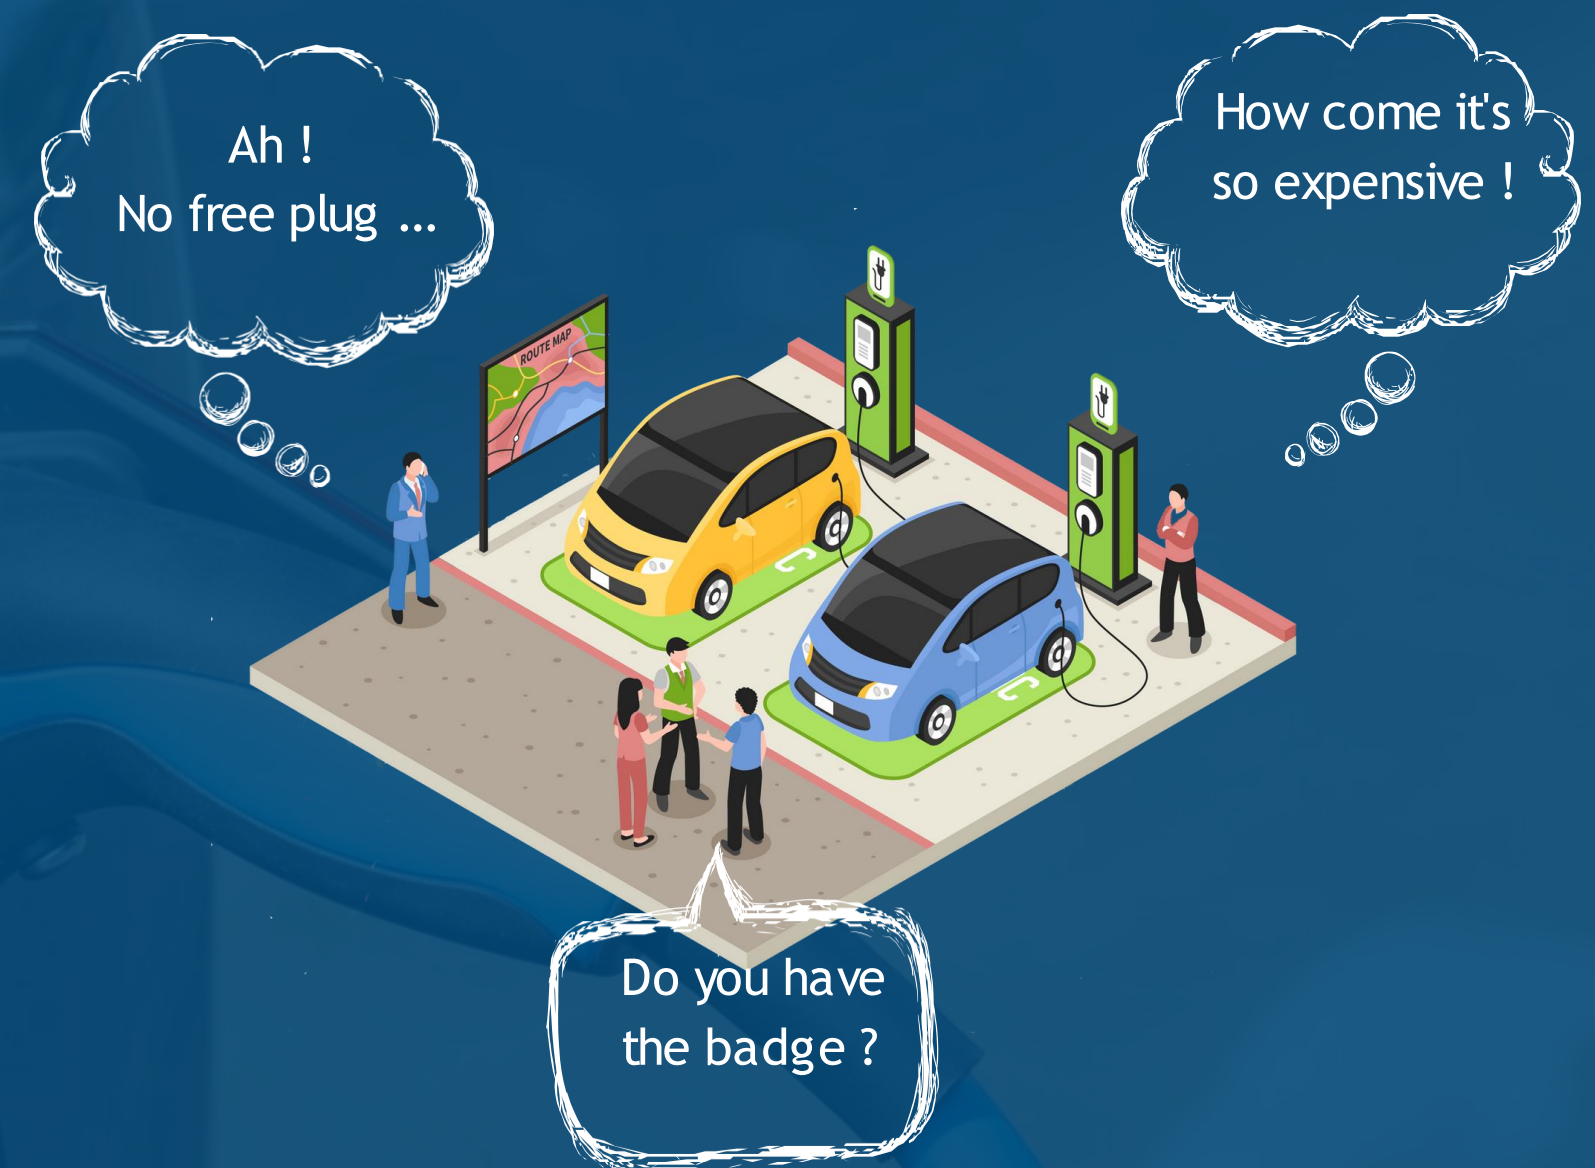 Ah !
No free plug ...
How come it's
so expensive !
ROUTE MAP
Do you have
the badge ?